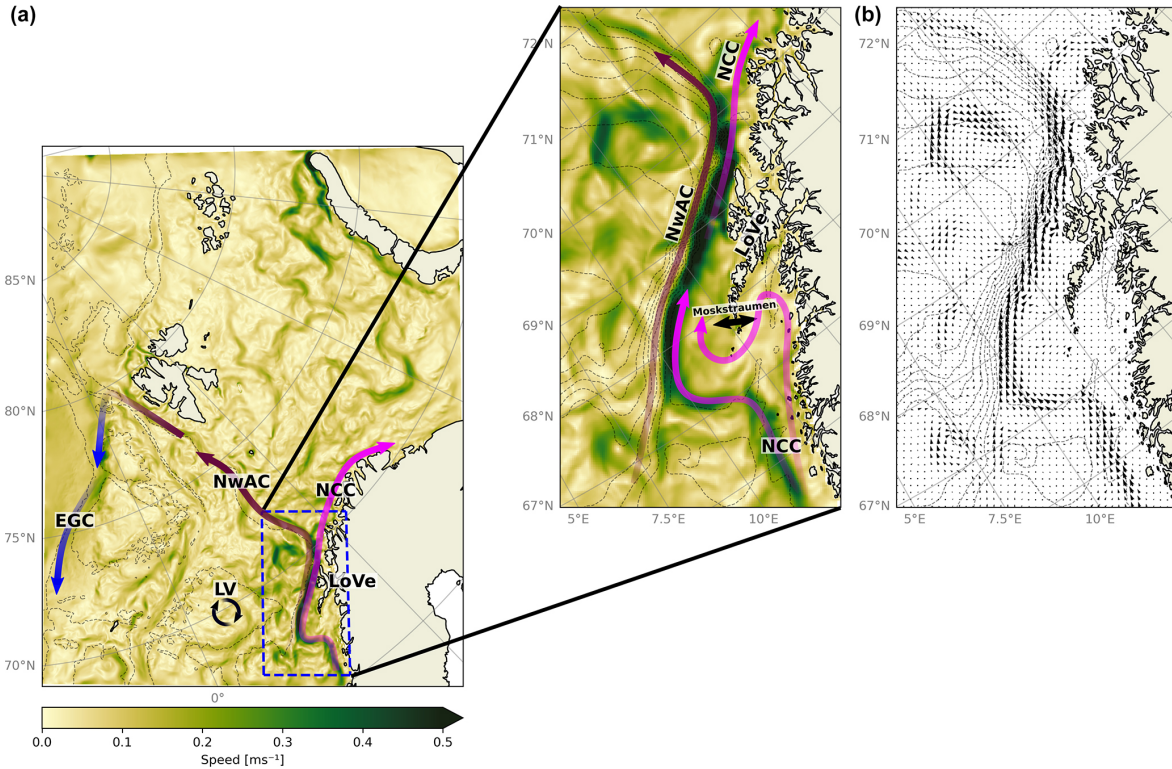 (a)
85°N
80°N
75°N
70°N
0°
EGC
NwAC
NCC
LV
LoVe
0.0 0.1 0.2 0.3 0.4 0.5
Speed [ms⁻¹]
72°N
71°N
70°N
69°N
68°N
67°N
5°E 7.5°E 10°E
NCC
NwAC
LoVe
Moskstraumen
NCC
(b)
72°N
71°N
70°N
69°N
68°N
67°N
5°E 7.5°E 10°E